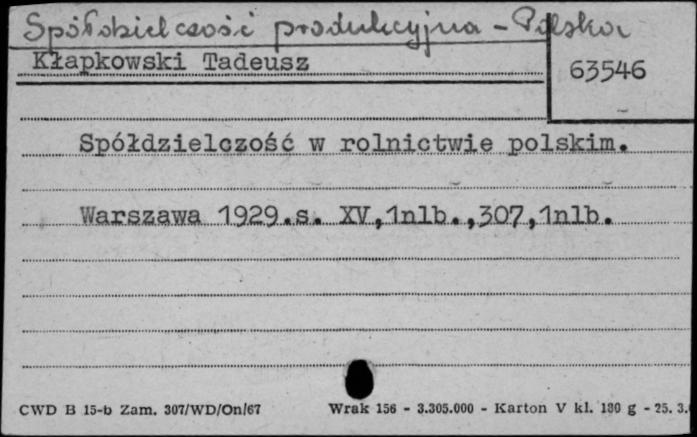 Spółdzielczość produkcyjna - Polska
Kłapkowski Tadeusz
63546
Spółdzielczość w rolnictwie polskim.
Warszawa 1929.s. XV,1nlb.,307,1nlb.
CWD B 15-b Zam. 307/WD/On/67 Wrak 156 - 3.305.000 - Karton V kl. 180 g - 25. 3.